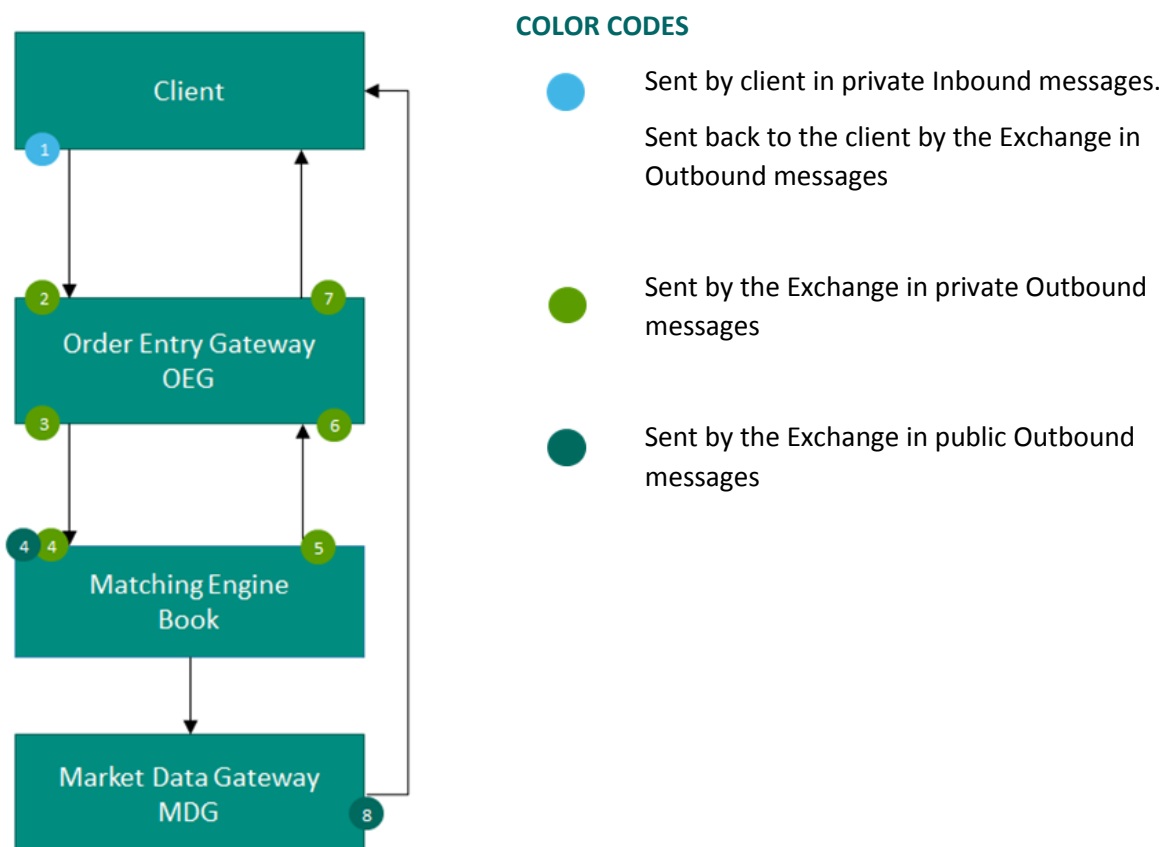 Client
1
2
7
Order Entry Gateway
OEG
3
6
4
4
5
Matching Engine
Book
Market Data Gateway
MDG
8
COLOR CODES
Sent by client in private Inbound messages.
Sent back to the client by the Exchange in
Outbound messages
Sent by the Exchange in private Outbound
messages
Sent by the Exchange in public Outbound
messages